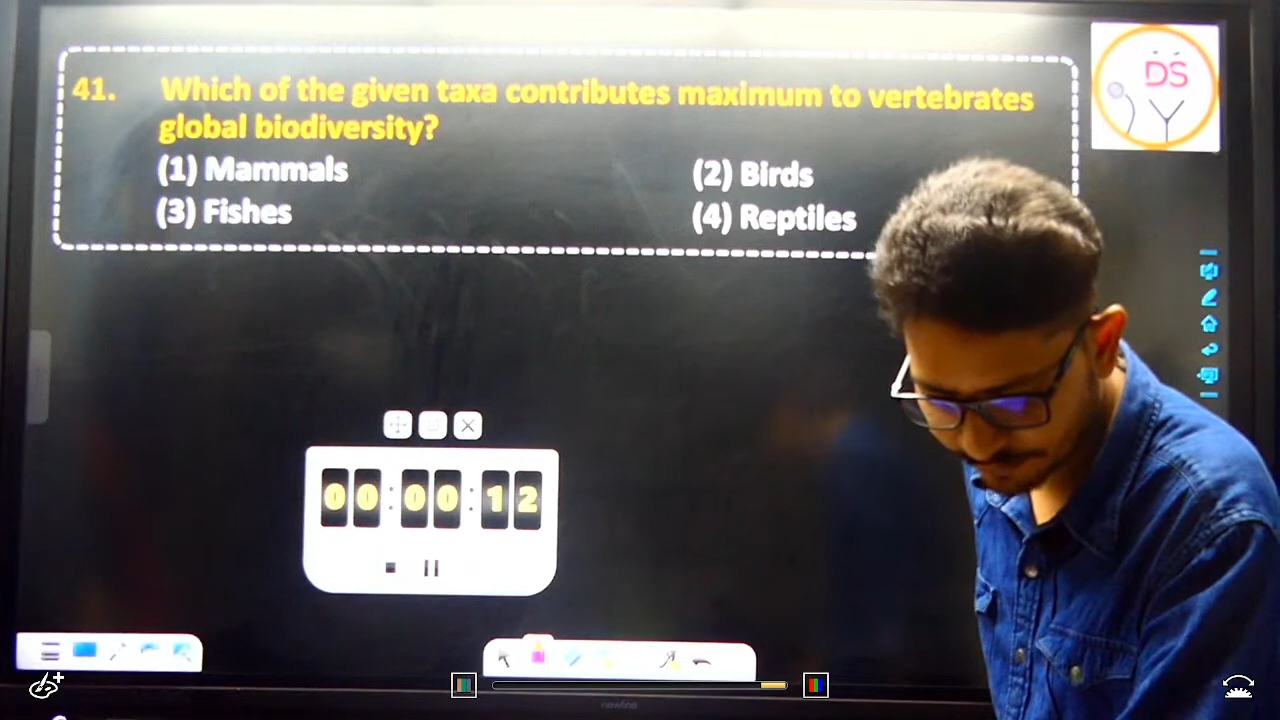 41. Which of the given taxa contributes maximum to vertebrates
global biodiversity?
(1) Mammals (2) Birds
(3) Fishes (4) Reptiles
DS
00:00:12
newline